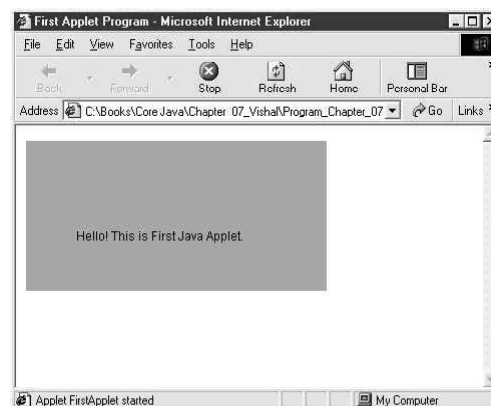 First Applet Program - Microsoft Internet Explorer
File Edit View Favorites Tools Help
Back Forward Stop Refresh Home Personal Bar
Address C:\Books\Core Java\Chapter 07_Vishal\Program_Chapter_07 Go Links
Hello! This is First Java Applet.
Applet FirstApplet started My Computer